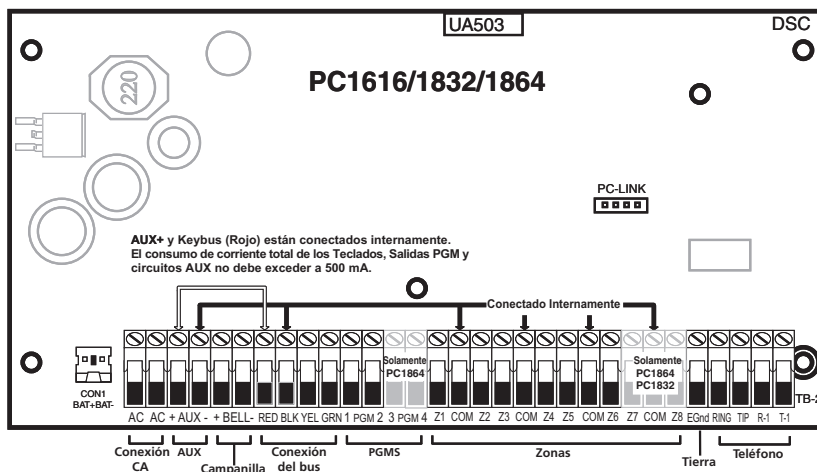 UA503
DSC
PC1616/1832/1864
220
PC-LINK
AUX+ y Keybus (Rojo) están conectados internamente.
El consumo de corriente total de los Teclados, Salidas PGM y
circuitos AUX no debe exceder a 500 mA.
Conectado Internamente
Solamente
PC1864
Solamente
PC1864
PC1832
CON1
BAT+BAT-
TB-2
AC AC + AUX - + BELL- RED BLK YEL GRN 1 PGM 2 3 PGM 4 Z1 COM Z2 Z3 COM Z4 Z5 COM Z6 Z7 COM Z8 EGnd RING TIP R-1 T-1
Conexión
CA
AUX
Campanilla
Conexión
del bus
PGMS
Zonas
Tierra
Teléfono